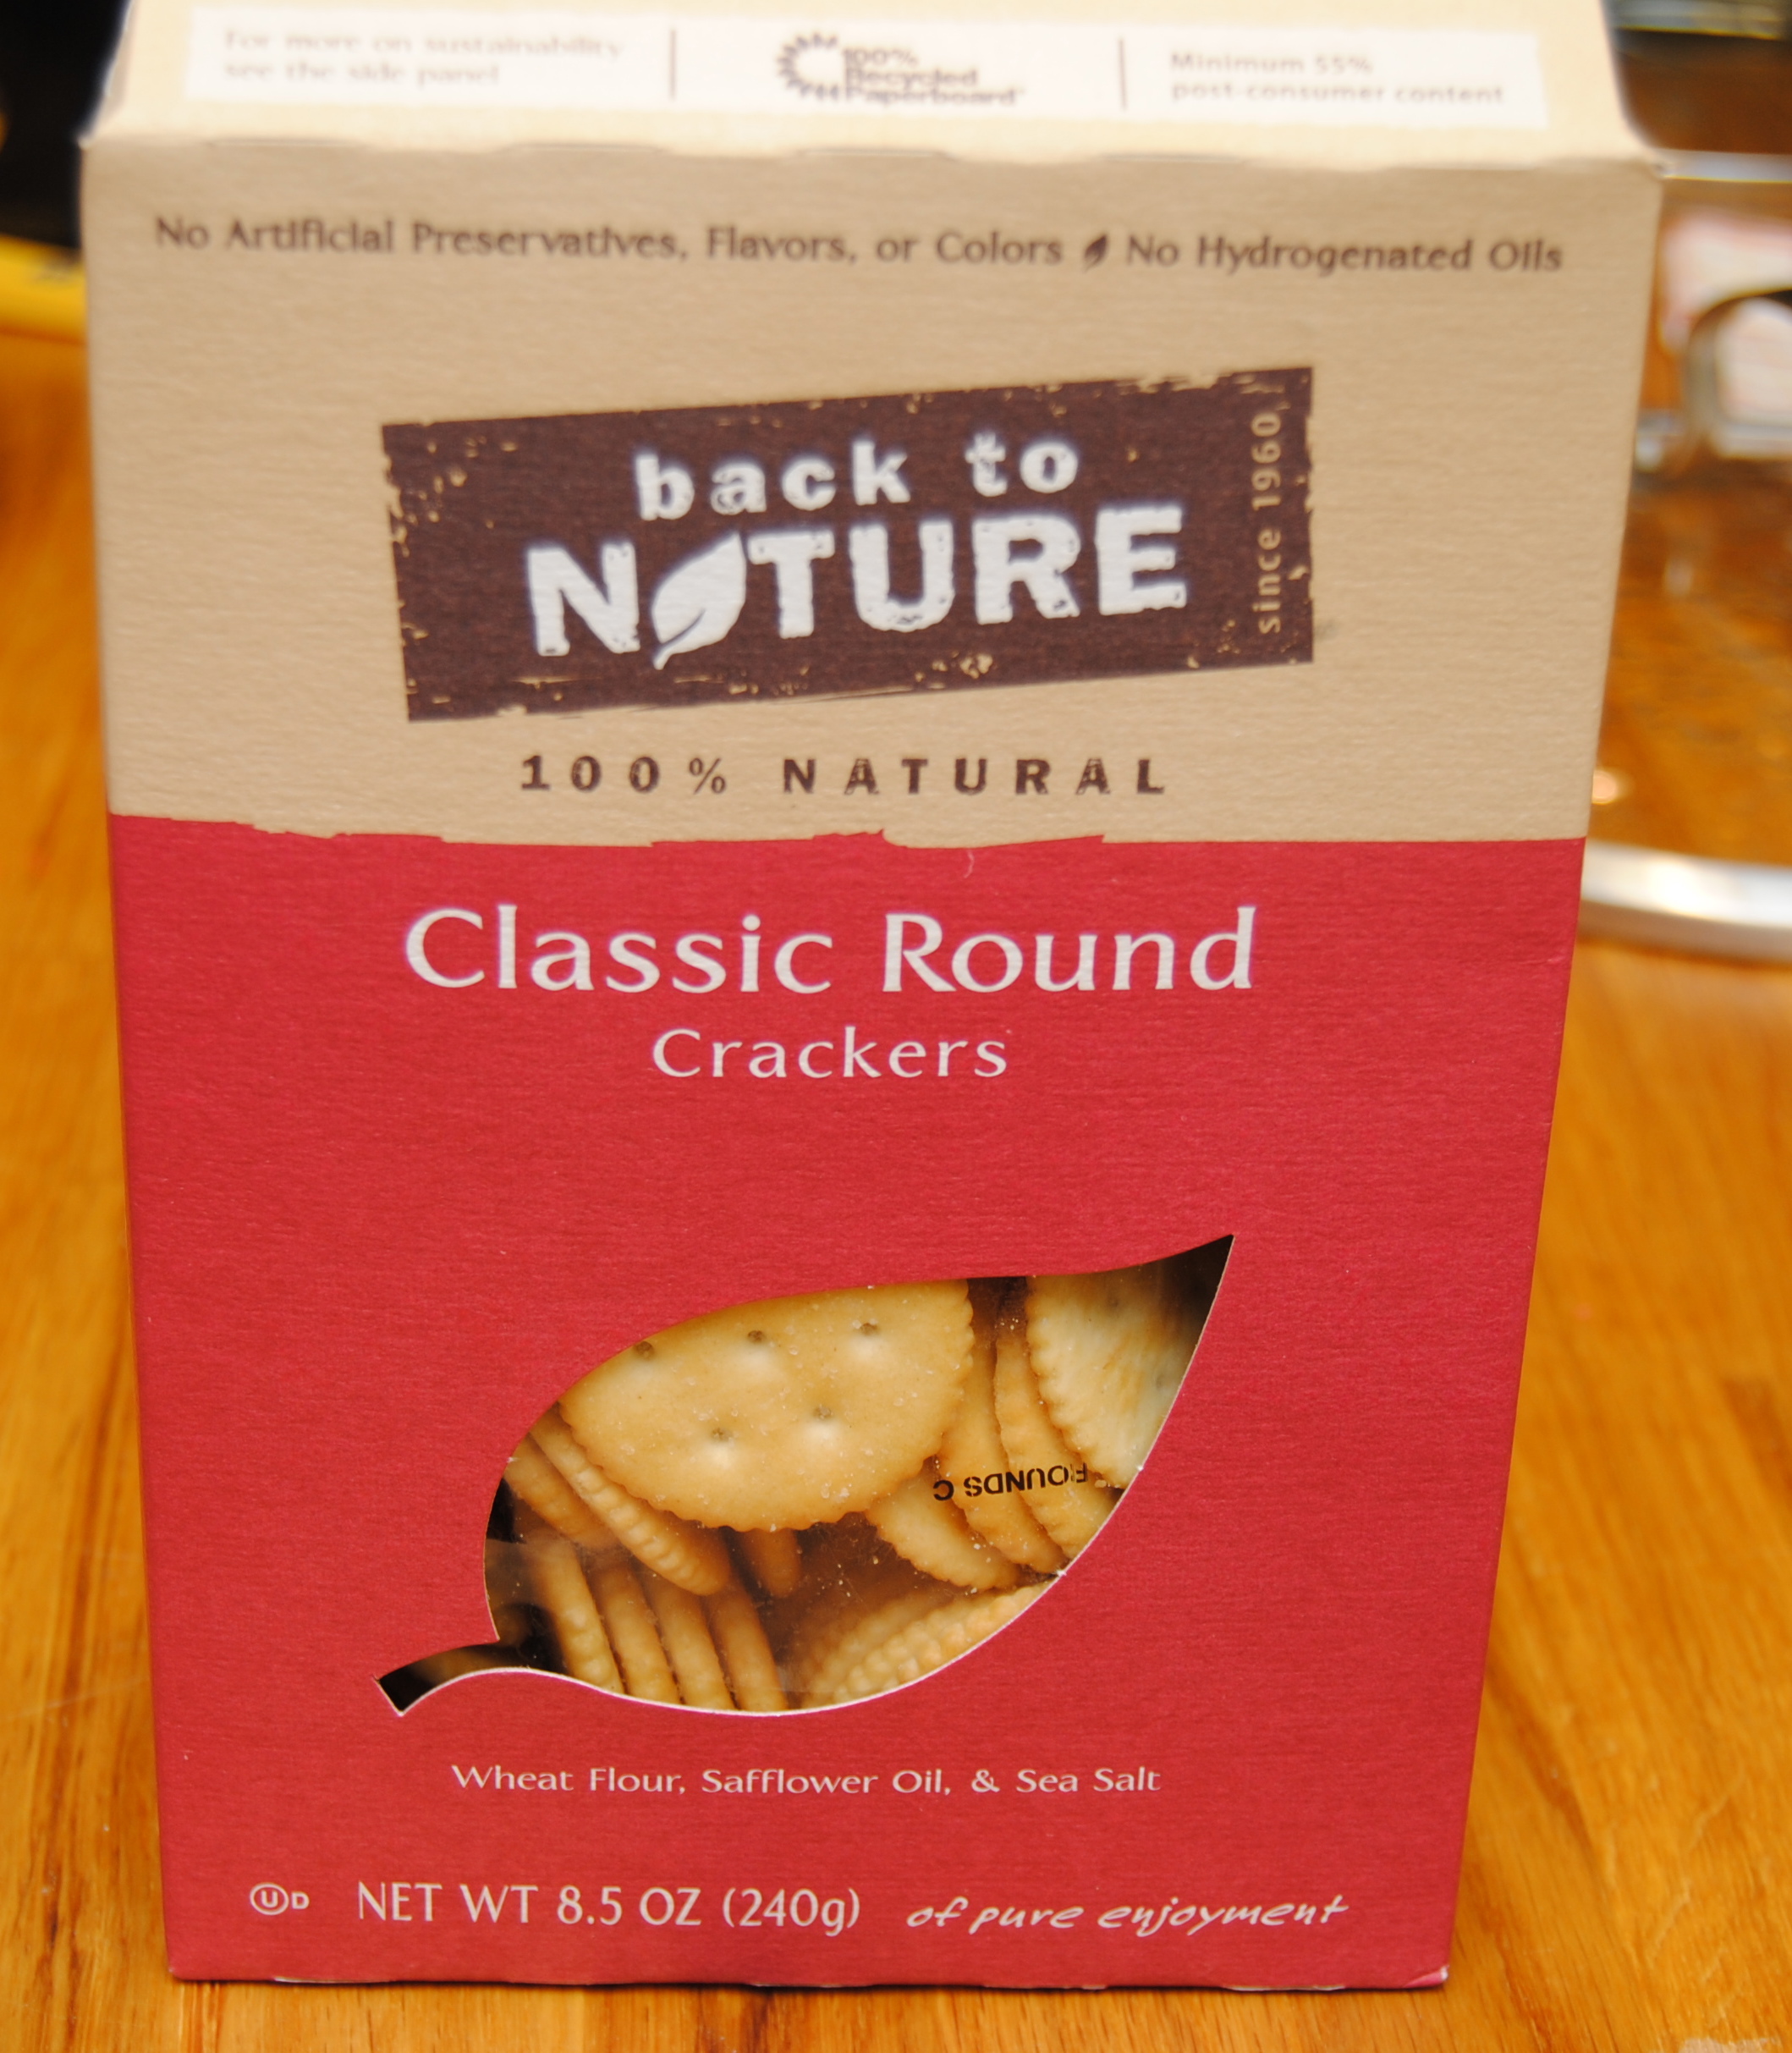 For more on sustainability
see the side panel
100%
Recycled
Paperboard
Minimum 55%
post-consumer content
No Artificial Preservatives, Flavors, or Colors No Hydrogenated Oils
back to
NATURE
since 1960
100% NATURAL
Classic Round
Crackers
OUNDS C
Wheat Flour, Safflower Oil, & Sea Salt
U D NET WT 8.5 OZ (240g) of pure enjoyment